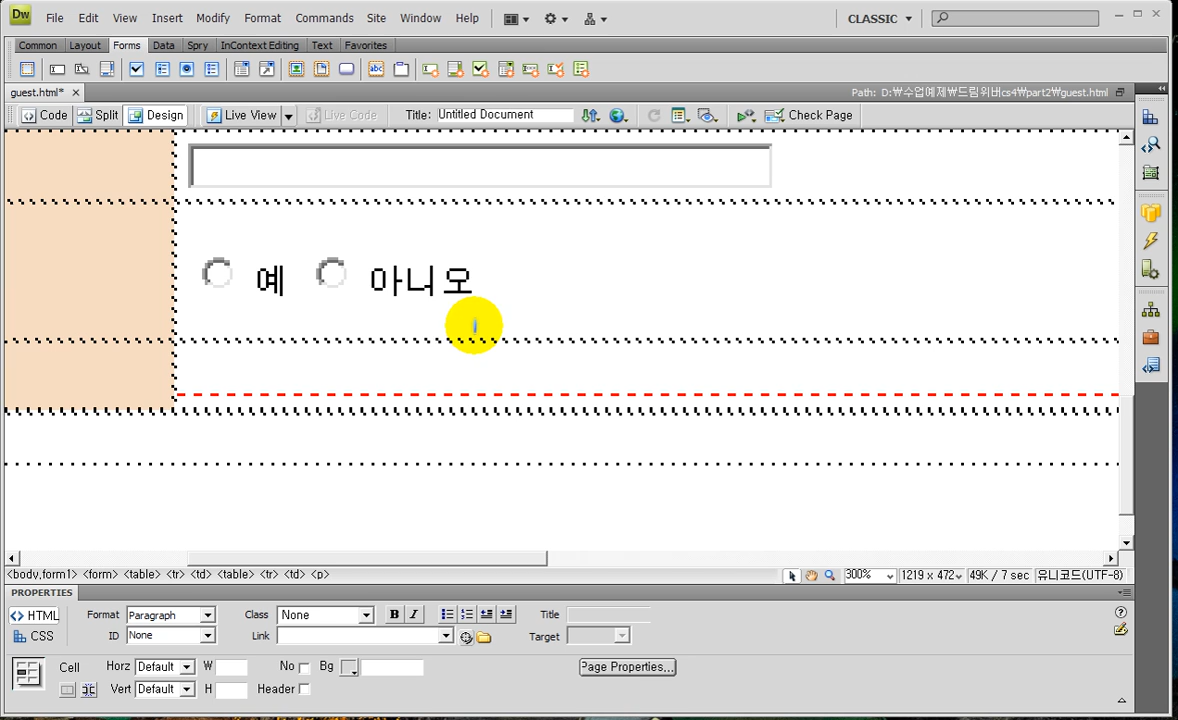 Dw File Edit View Insert Modify Format Commands Site Window Help CLASSIC
Common Layout Forms Data Spry InContext Editing Text Favorites
guest.html* Path: D:₩수업예제₩드림위버cs4₩part2₩guest.html
Code Split Design Live View Live Code Title: Untitled Document Check Page
예 아니오
<body.form1> <form> <table> <tr> <td> <table> <tr> <td> <p> 300% 1219 x 472 49K / 7 sec 유니코드(UTF-8)
PROPERTIES
HTML Format Paragraph Class None B I Title
CSS ID None Link Target
Cell Horz Default W No Bg Page Properties...
Vert Default H Header